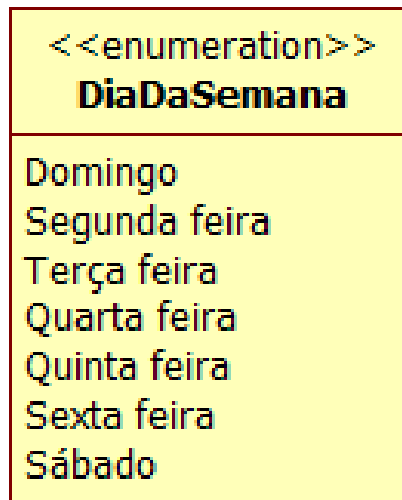 <<enumeration>>
DiaDaSemana
Domingo
Segunda feira
Terça feira
Quarta feira
Quinta feira
Sexta feira
Sábado